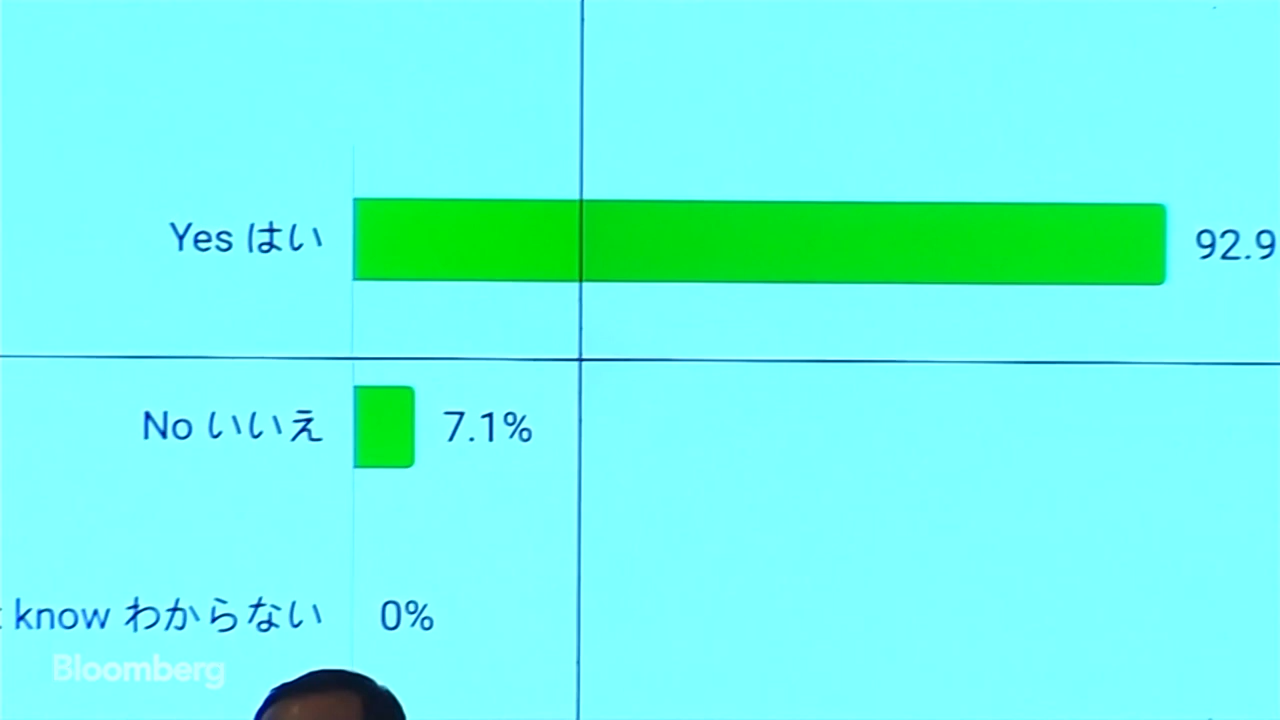 Yes はい
92.9
No いいえ
7.1%
know わからない
0%
Bloomberg